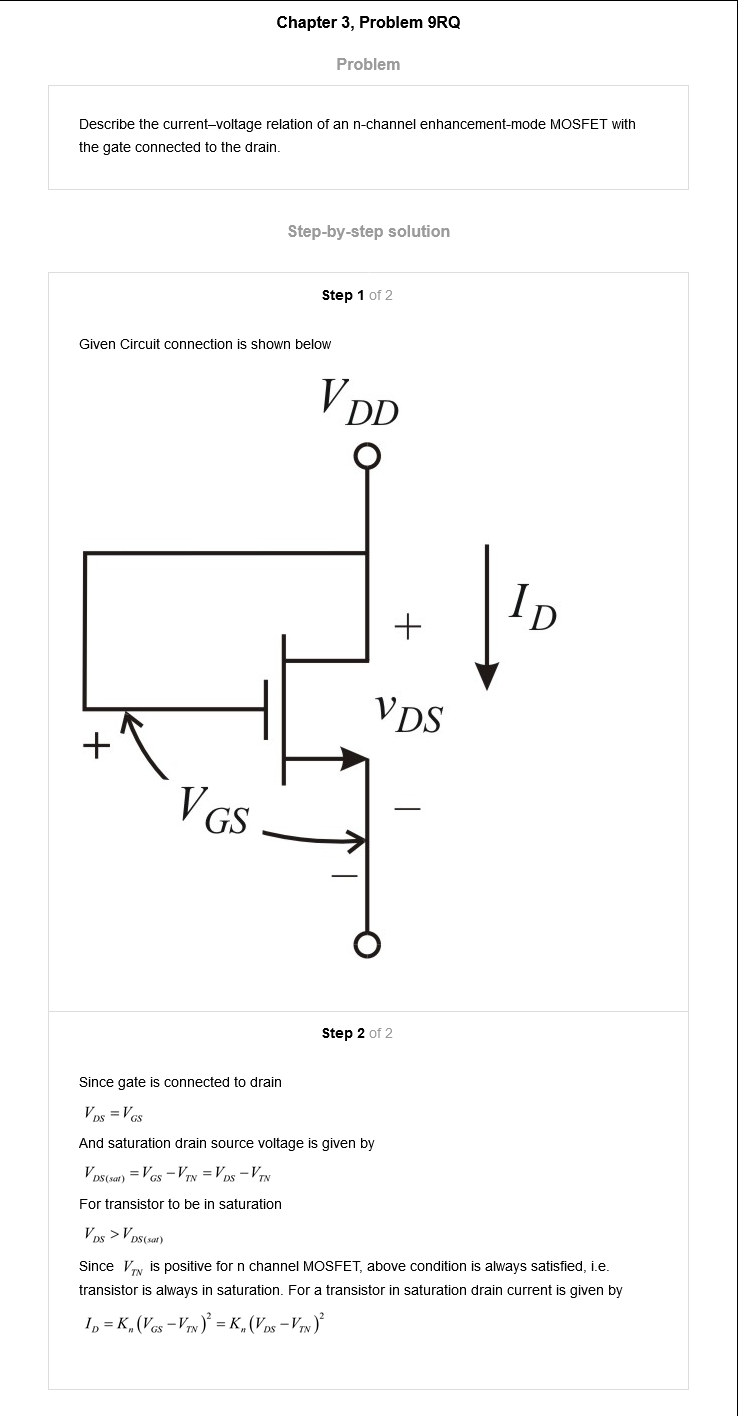 Chapter 3, Problem 9RQ
Problem
Describe the current–voltage relation of an n-channel enhancement-mode MOSFET with
the gate connected to the drain.
Step-by-step solution
Step 1 of 2
Given Circuit connection is shown below
V_{DD}
I_D
+
v_{DS}
+
V_{GS}
−
−
Step 2 of 2
Since gate is connected to drain
V_{DS} = V_{GS}
And saturation drain source voltage is given by
V_{DS(sat)} = V_{GS} − V_{TN} = V_{DS} − V_{TN}
For transistor to be in saturation
V_{DS} > V_{DS(sat)}
Since V_{TN} is positive for n channel MOSFET, above condition is always satisfied, i.e.
transistor is always in saturation. For a transistor in saturation drain current is given by
I_D = K_n (V_{GS} − V_{TN})^2 = K_n (V_{DS} − V_{TN})^2